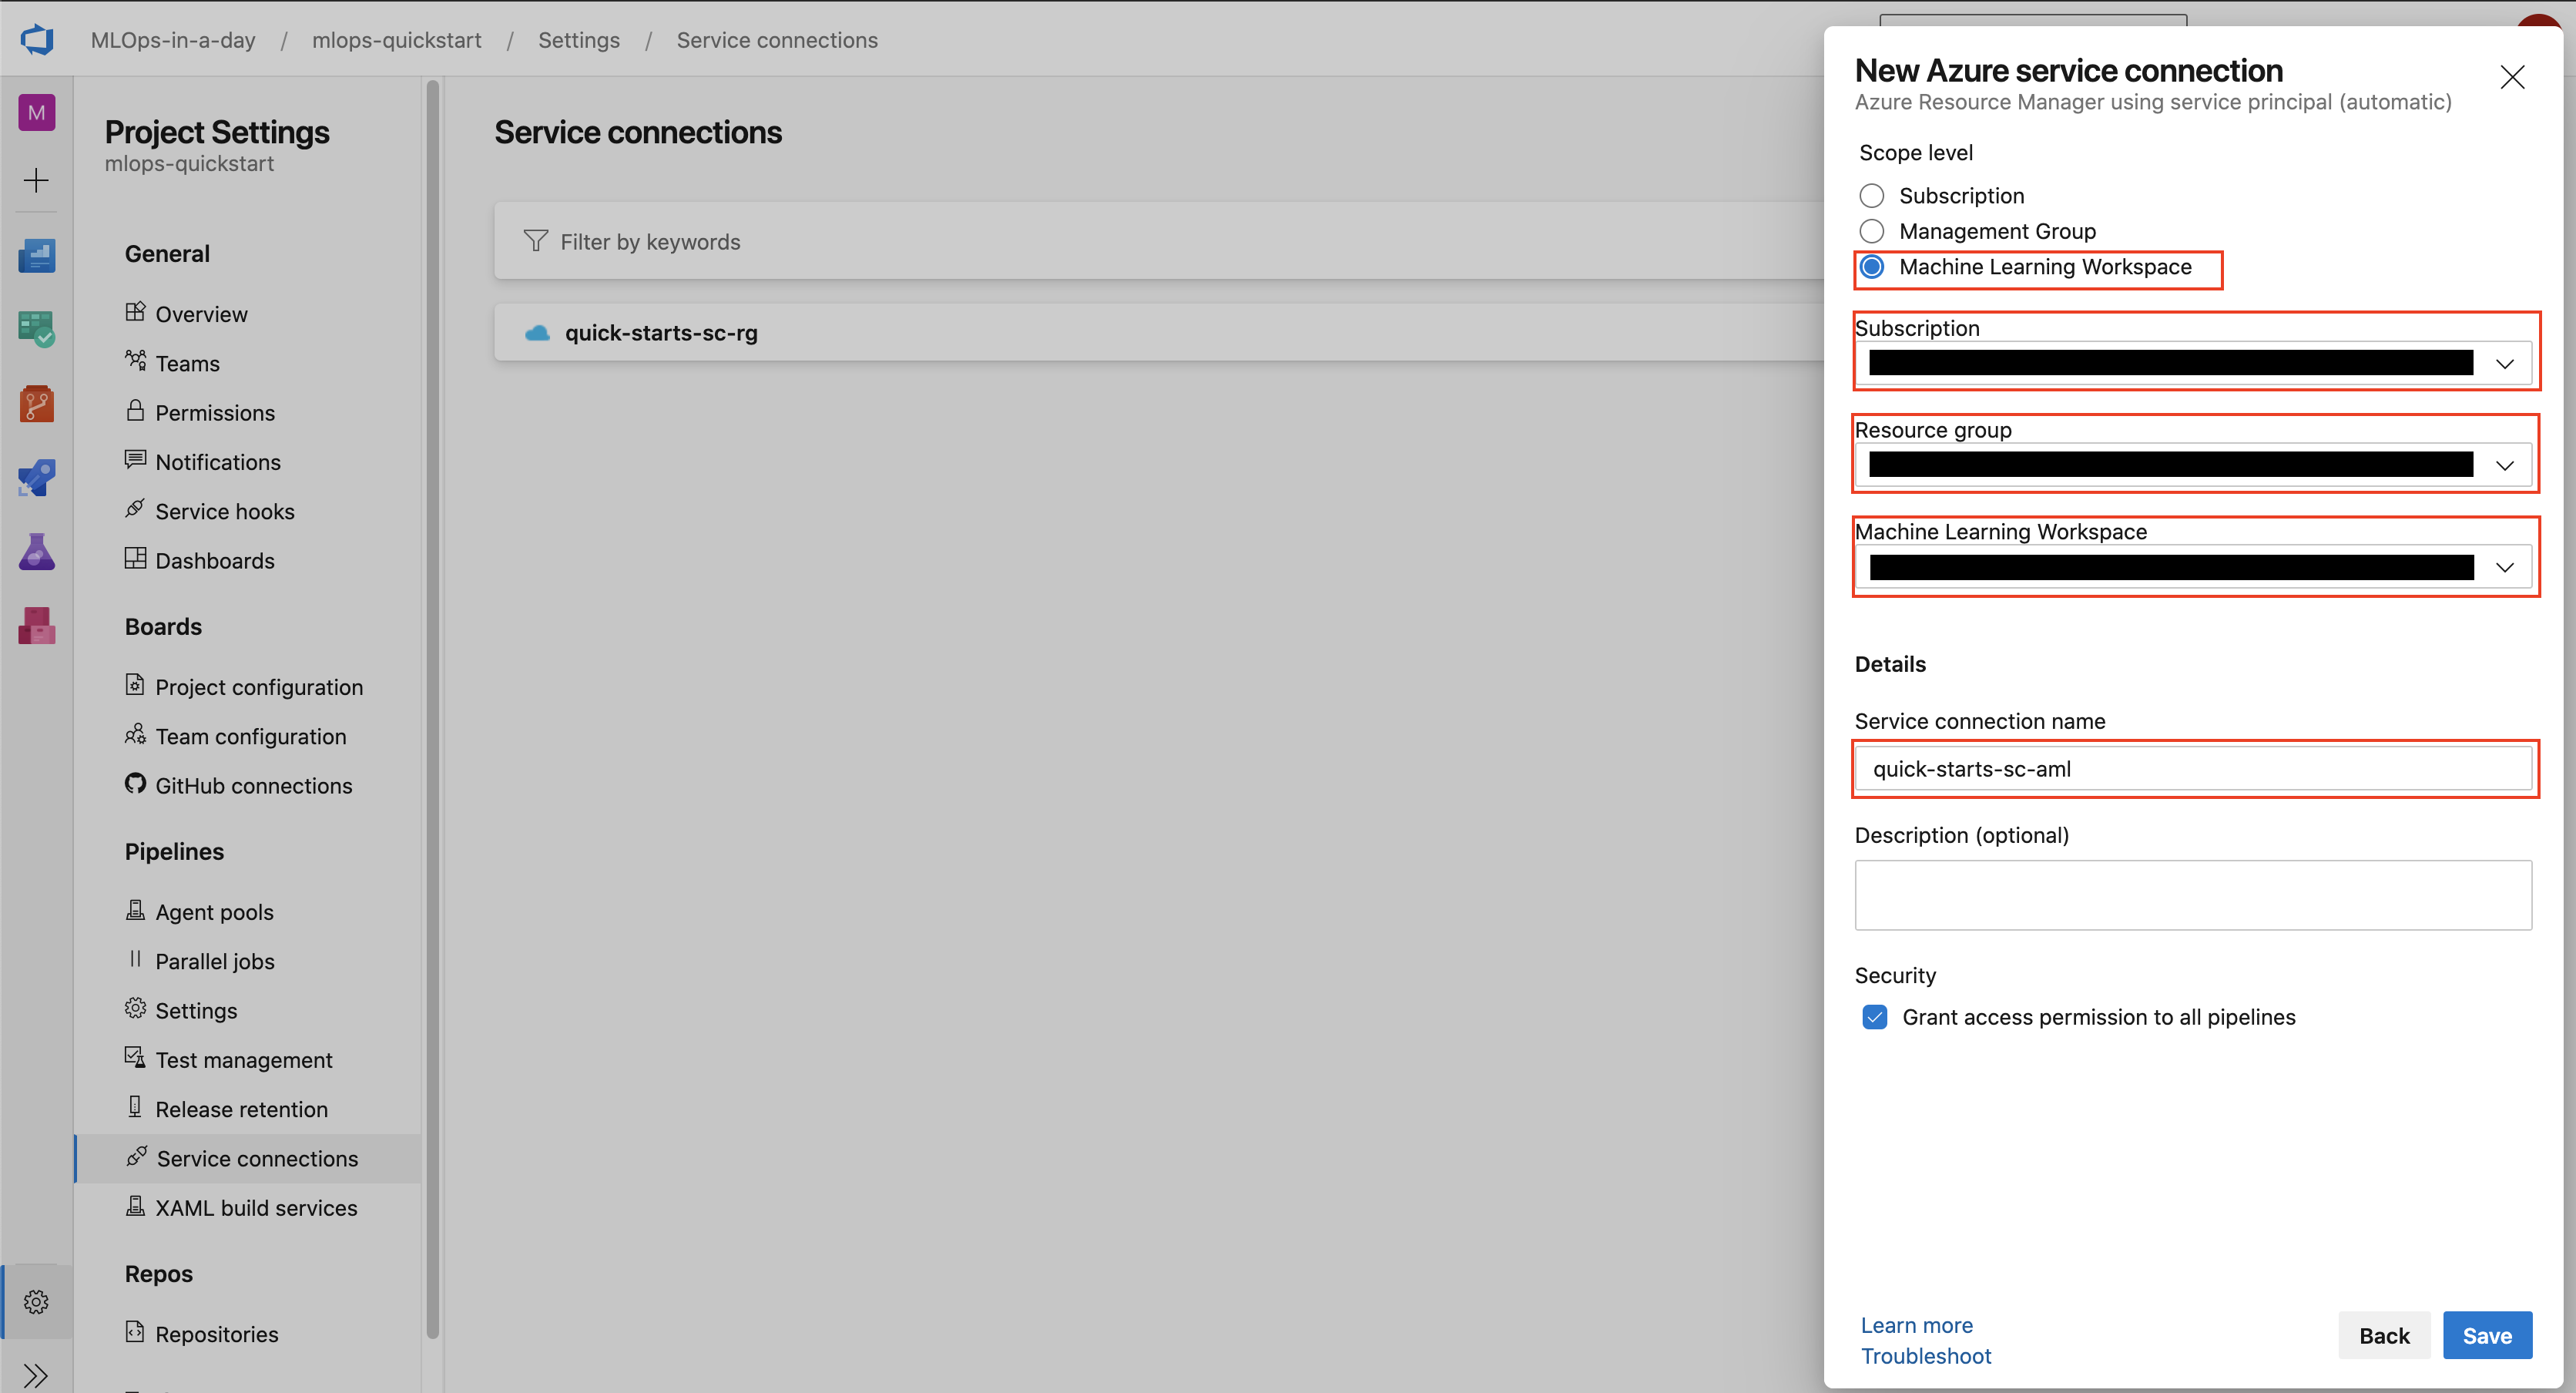 MLOps-in-a-day / mlops-quickstart / Settings / Service connections
M
Project Settings
mlops-quickstart
General
Overview
Teams
Permissions
Notifications
Service hooks
Dashboards
Boards
Project configuration
Team configuration
GitHub connections
Pipelines
Agent pools
Parallel jobs
Settings
Test management
Release retention
Service connections
XAML build services
Repos
Repositories
Service connections
Filter by keywords
quick-starts-sc-rg
New Azure service connection
Azure Resource Manager using service principal (automatic)
Scope level
Subscription
Management Group
Machine Learning Workspace
Subscription
Resource group
Machine Learning Workspace
Details
Service connection name
quick-starts-sc-aml
Description (optional)
Security
Grant access permission to all pipelines
Learn more
Troubleshoot
Back
Save